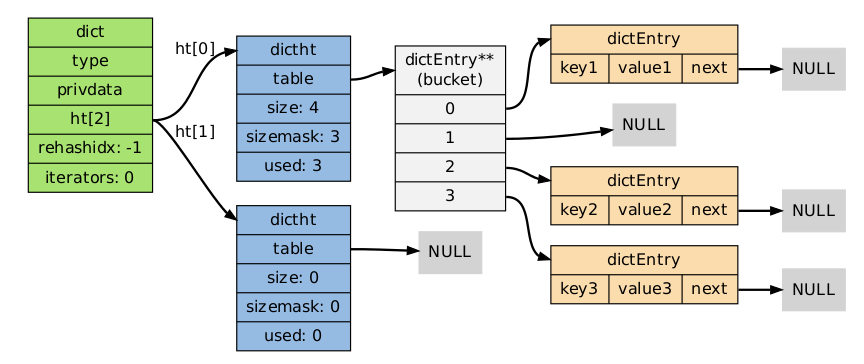 dict
type
privdata
ht[2]
rehashidx: -1
iterators: 0
ht[0]
ht[1]
dictht
table
size: 4
sizemask: 3
used: 3
dictht
table
size: 0
sizemask: 0
used: 0
dictEntry**
(bucket)
0
1
2
3
NULL
dictEntry
key1 value1 next
NULL
NULL
dictEntry
key2 value2 next
NULL
dictEntry
key3 value3 next
NULL